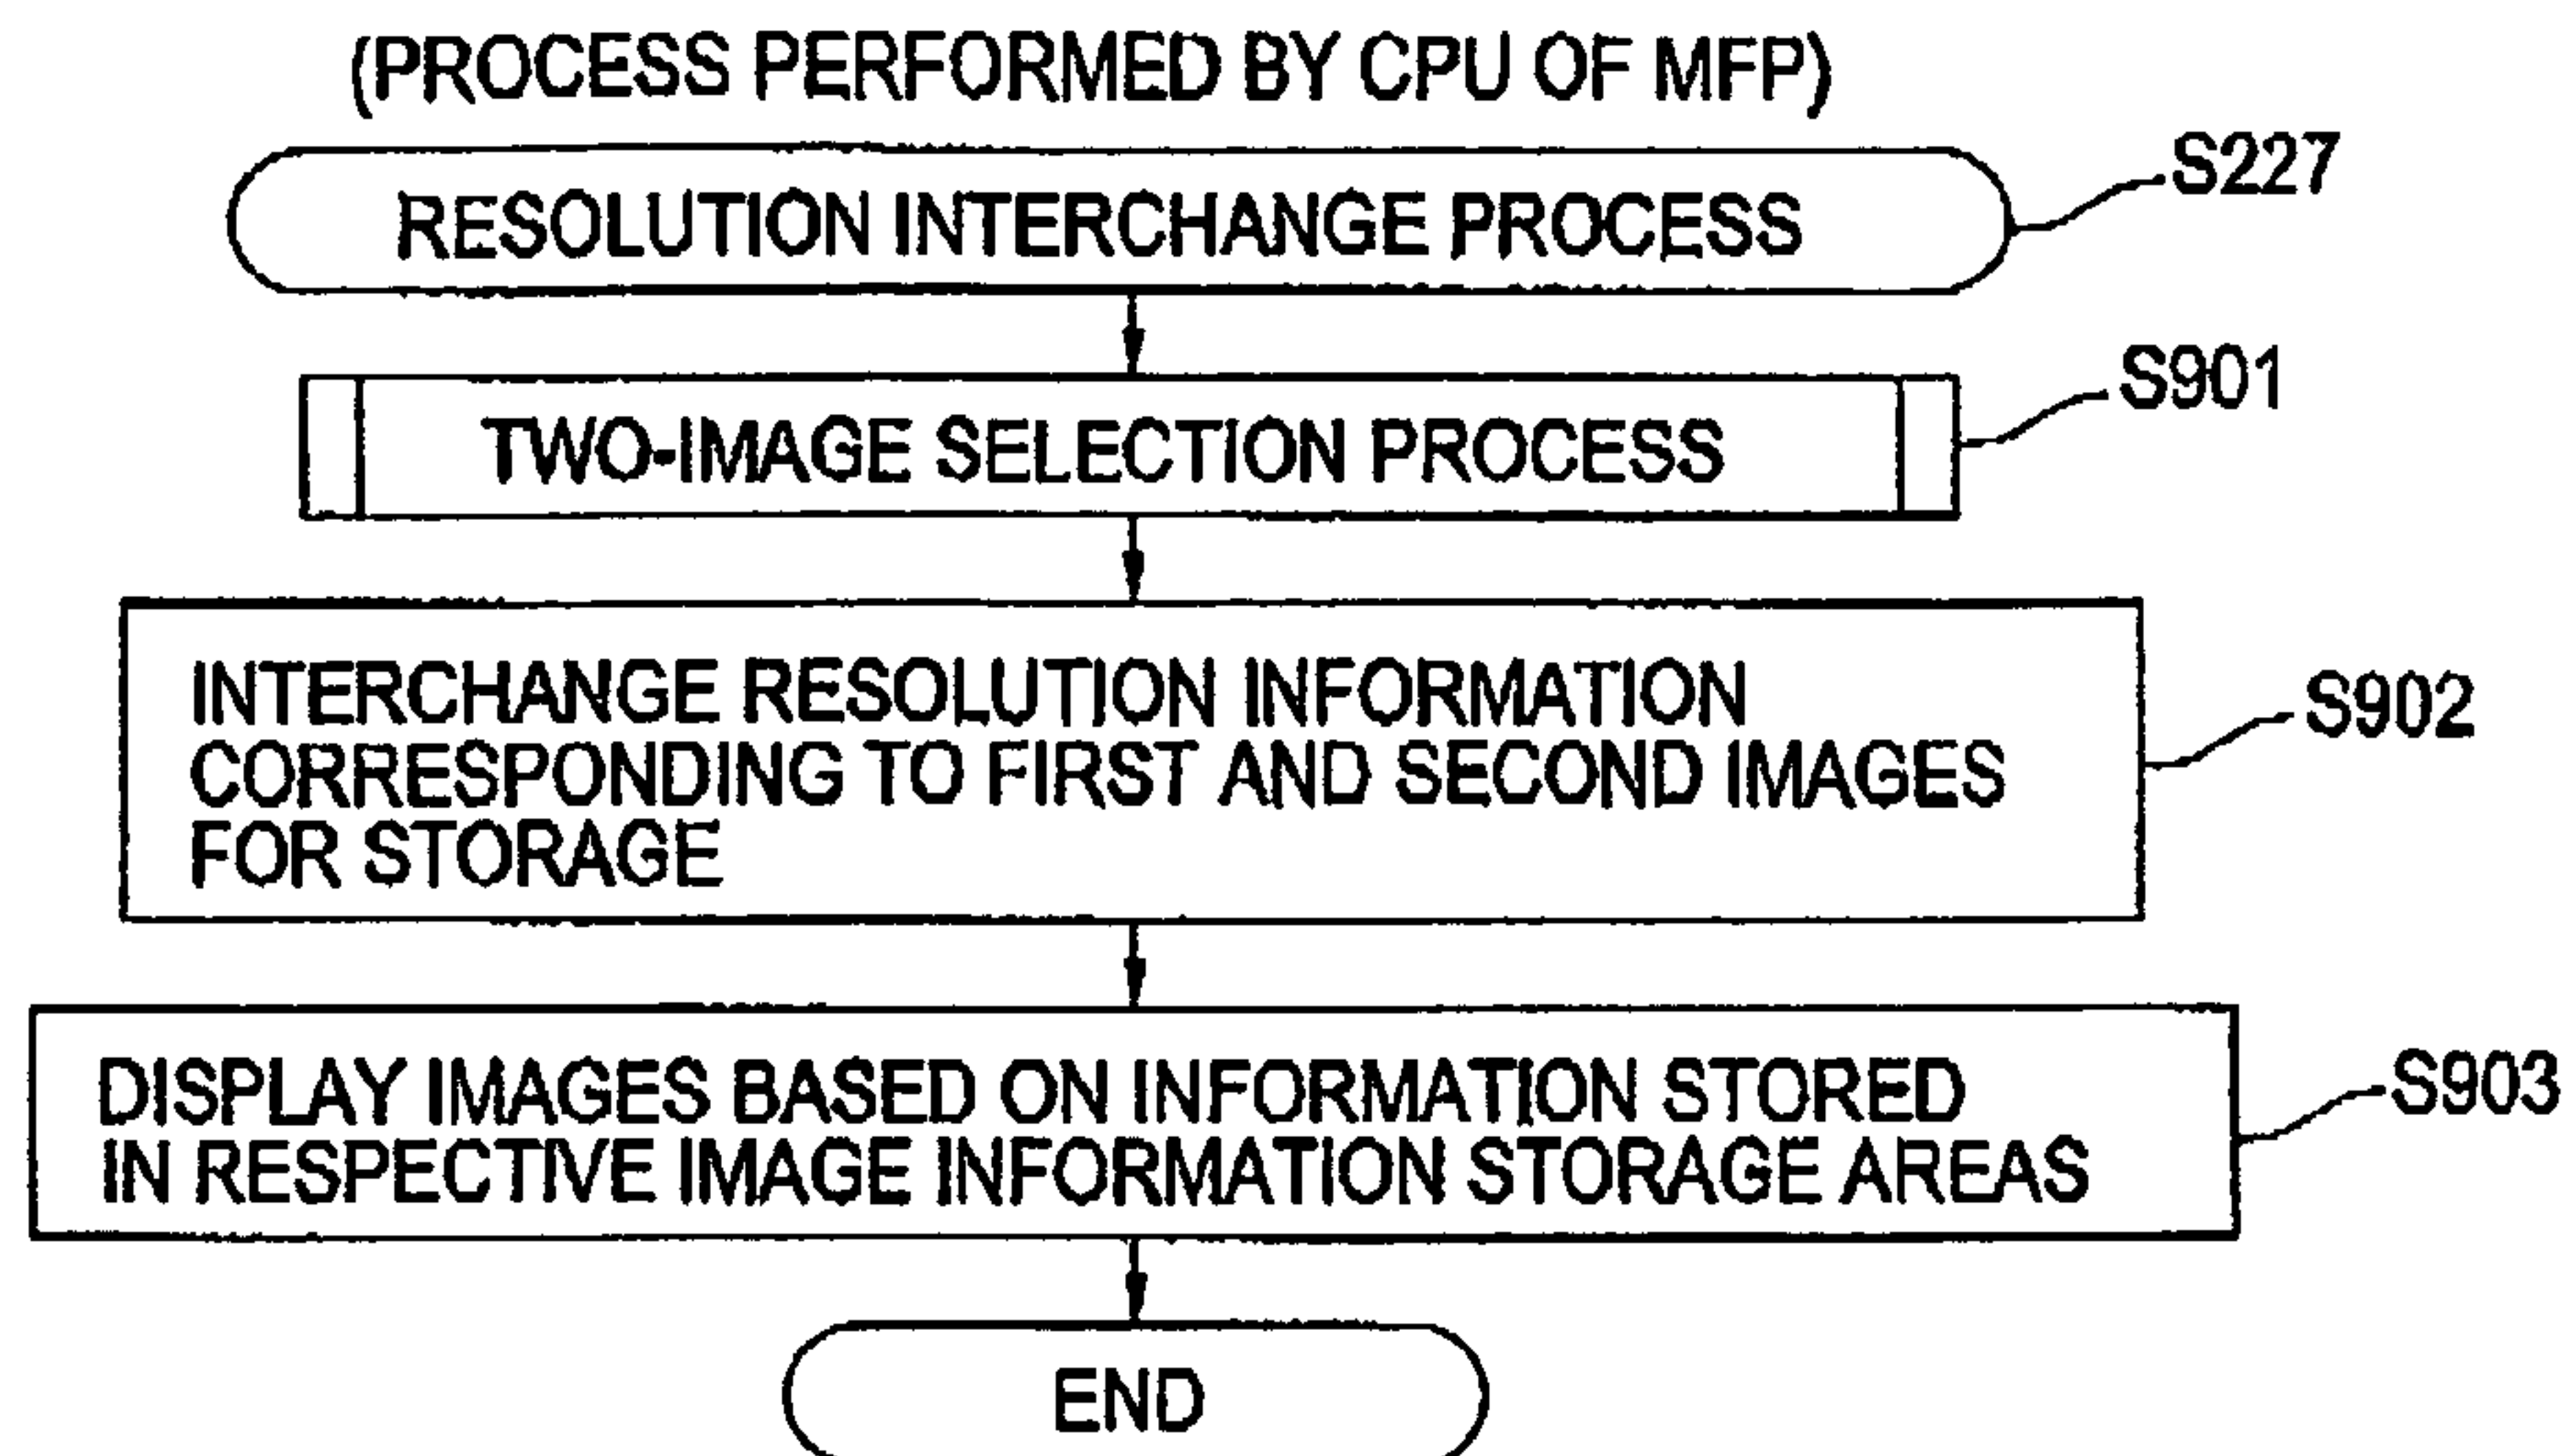 (PROCESS PERFORMED BY CPU OF MFP)
RESOLUTION INTERCHANGE PROCESS
S227
TWO-IMAGE SELECTION PROCESS
S901
INTERCHANGE RESOLUTION INFORMATION
CORRESPONDING TO FIRST AND SECOND IMAGES
FOR STORAGE
S902
DISPLAY IMAGES BASED ON INFORMATION STORED
IN RESPECTIVE IMAGE INFORMATION STORAGE AREAS
S903
END